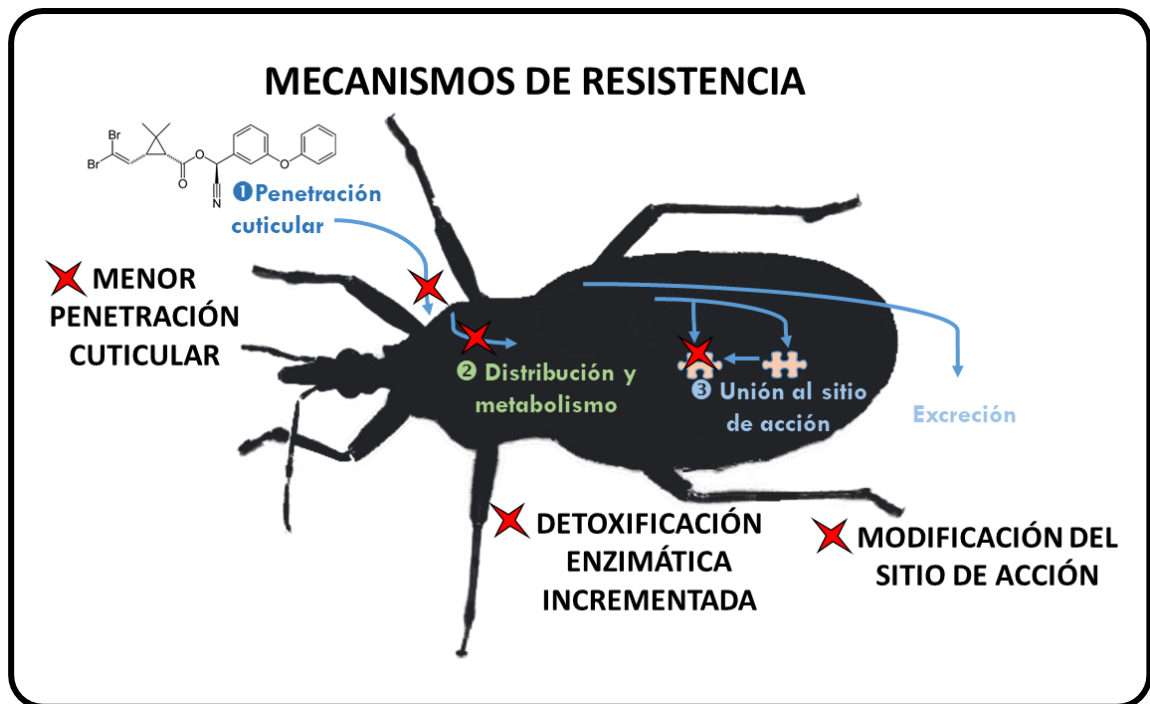 MECANISMOS DE RESISTENCIA
Br
Br
O
O
O
N
❶Penetración
cuticular
MENOR
PENETRACIÓN
CUTICULAR
❷ Distribución y
metabolismo
❸ Unión al sitio
de acción
Excreción
DETOXIFICACIÓN
ENZIMÁTICA
INCREMENTADA
MODIFICACIÓN DEL
SITIO DE ACCIÓN